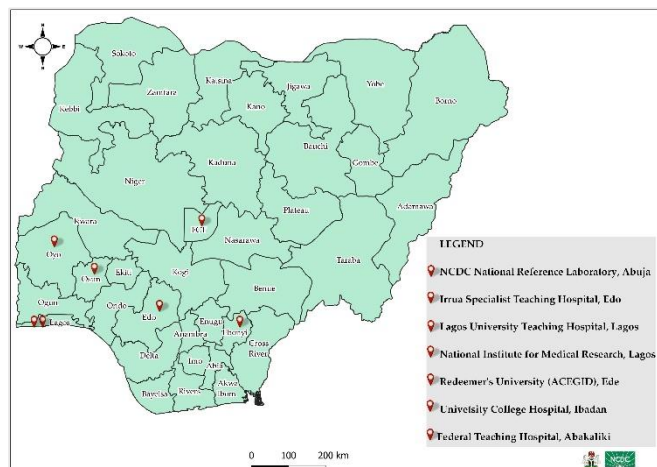 N
W E
S
Sokoto
Zamfara
Katsina
Jigawa
Yobe
Borno
Kebbi
Kano
Bauchi
Gombe
Kaduna
Niger
Adamawa
Plateau
FCT
Kwara
Nasarawa
Taraba
Oyo
Osun
Ekiti
Kogi
Benue
Ogun
Ondo
Edo
Enugu
Ebonyi
Lagos
Anambra
Cross
River
Delta
Imo
Abia
Akwa
Ibom
Bayelsa
Rivers
LEGEND
NCDC National Reference Laboratory, Abuja
Irrua Specialist Teaching Hospital, Edo
Lagos University Teaching Hospital, Lagos
National Institute for Medical Research, Lagos
Redeemer's University (ACEGID), Ede
University College Hospital, Ibadan
Federal Teaching Hospital, Abakaliki
0 100 200 km
NCDC